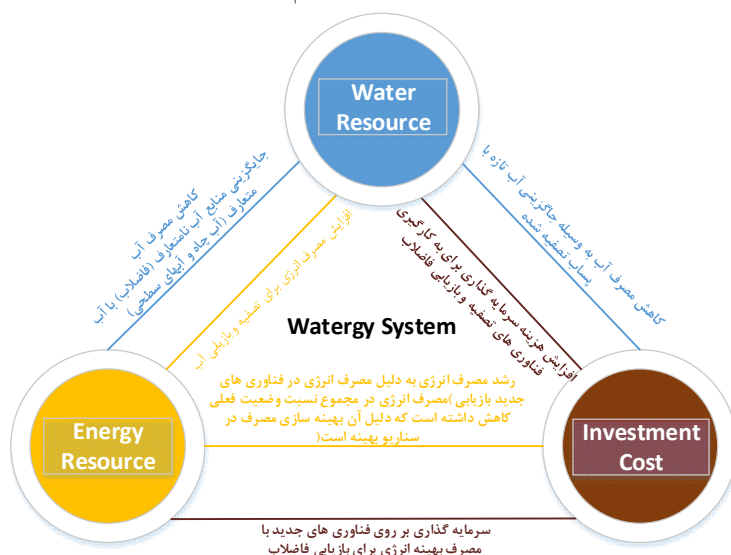 Water
Resource
کاهش مصرف آب
جایگزینی منابع آب نامتعارف (فاضلاب) با آب
متعارف (آب چاه و آبهای سطحی)
افزایش مصرف انرژی برای تصفیه و بازیابی آب
کاهش مصرف آب به وسیله جاگزینی آب تازه با
پساب تصفیه شده
افزایش هزینه سرمایه گذاری برای به کارگیری
فناوری های تصفیه و بازیابی فاضلاب
Watergy System
رشد مصرف انرژی به دلیل مصرف انرژی در فناوری های
جدید بازیابی )مصرف انرژی در مجموع نسبت وضعیت فعلی
کاهش داشته است که دلیل آن بهینه سازی مصرف در
سناریو بهینه است(
Energy
Resource
Investment
Cost
سرمایه گذاری بر روی فناوری های جدید با
مصرف بهینه انرژی برای بازیابی فاضلاب